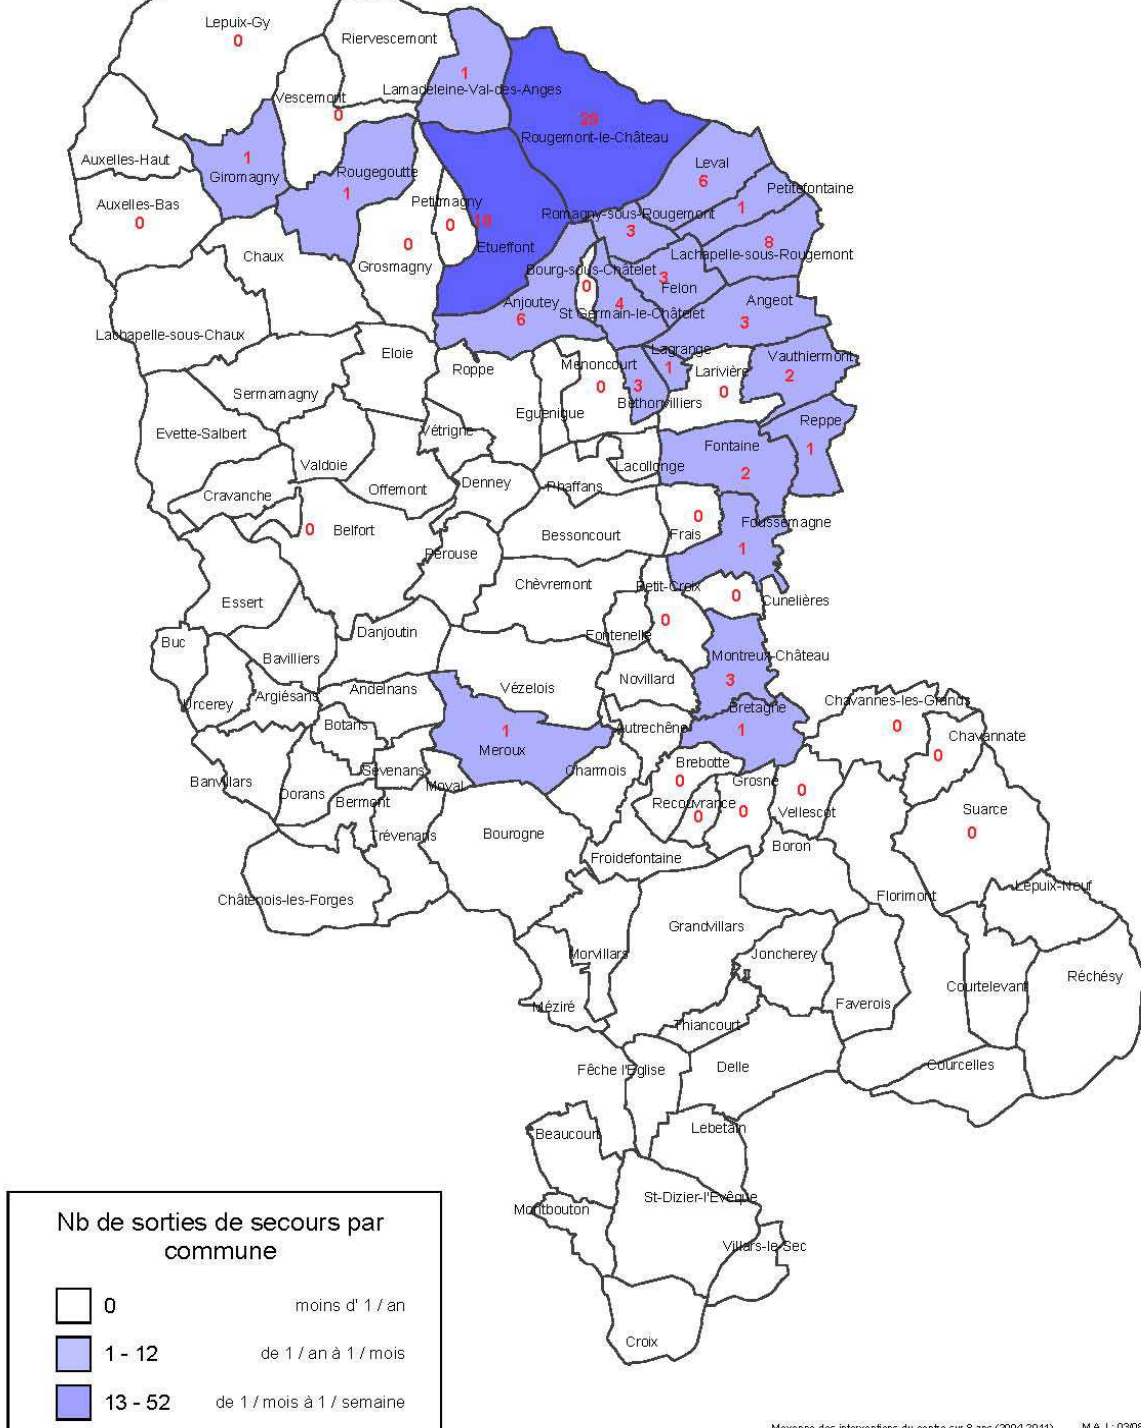 Lepuix-Gy
0
Riervescemont
1
Lamadeleine-Val-des-Anges
Vescemont
0
Rougemont-le-Château
Auxelles-Haut
1
Giromagny
Rougegoutte
1
Leval
6
Petitefontaine
1
Auxelles-Bas
0
Petitmagny
0
Etueffont
Romagny-sous-Rougemont
3
8
Lachapelle-sous-Rougemont
Chaux
0
Grosmagny
Bourg-sous-Châtelet
0
3
Felon
Anjoutey
6
4
St Germain-le-Châtelet
Angeot
3
Lachapelle-sous-Chaux
Eloie
Roppe
Menoncourt
0
Lagrange
1
Larivière
0
Vauthiermont
2
3
Bethonvilliers
Sermamagny
Eguenigue
Evette-Salbert
Vétrigne
Reppe
1
Fontaine
2
Valdoie
Lacollonge
Cravanche
Offemont
Denney
Phaffans
0
Belfort
Bessoncourt
0
Frais
Foussemagne
1
Pérouse
Chèvremont
Petit-Croix
0
0
Cunelières
Essert
Danjoutin
Fontenelle
Buc
Bavilliers
Montreux-Château
3
Novillard
Vézelois
Andelnans
Argiésans
Urcerey
Bretagne
1
Chavannes-les-Grands
0
Chavannate
0
Botans
1
Meroux
Autrechêne
Sévenans
Moval
Charmois
Brebotte
0
Grosne
0
0
Vellescot
Banvillars
Dorans
Bermont
Recouvrance
0
Suarce
0
Trévenans
Bourogne
Boron
Froidefontaine
Châtenois-les-Forges
Florimont
Lepuix-Neuf
Grandvillars
Morvillars
Joncherey
Réchésy
Courtelevant
Méziré
Faverois
Thiancourt
Fêche l'Eglise
Delle
Courcelles
Beaucourt
Lebetain
Montbouton
St-Dizier-l'Evêque
Villars-le-Sec
Croix
Nb de sorties de secours par
commune
0 moins d' 1 / an
1 - 12 de 1 / an à 1 / mois
13 - 52 de 1 / mois à 1 / semaine